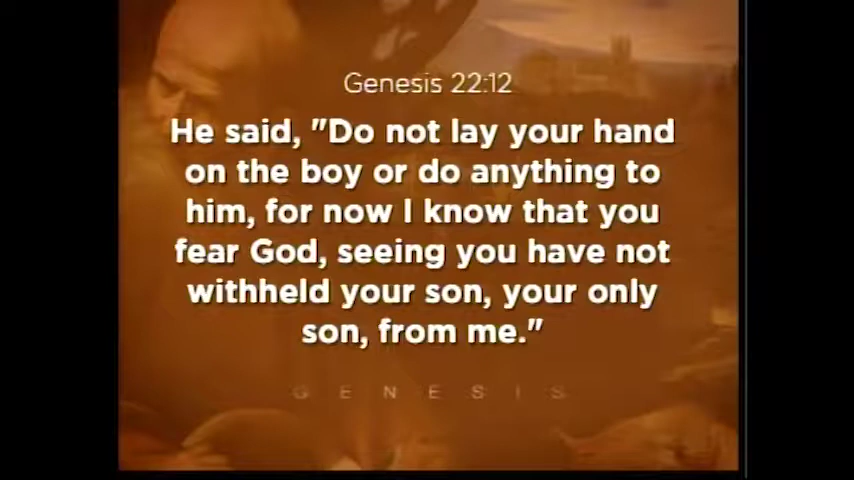 Genesis 22:12
He said, "Do not lay your hand
on the boy or do anything to
him, for now I know that you
fear God, seeing you have not
withheld your son, your only
son, from me."
GENESIS